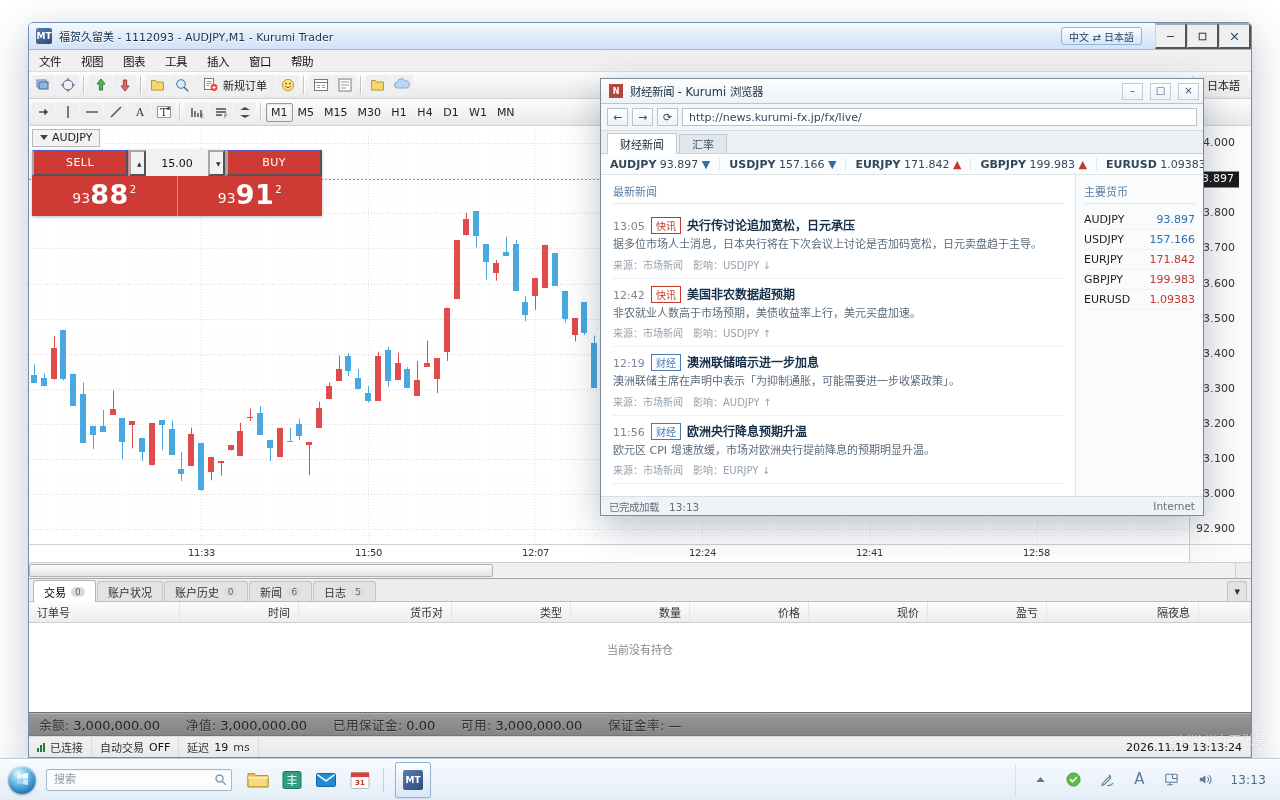 MT 福贺久留美 - 1112093 - AUDJPY,M1 - Kurumi Trader 中文 ⇄ 日本語
文件 视图 图表 工具 插入 窗口 帮助
新规订单
日本語
A T M1 M5 M15 M30 H1 H4 D1 W1 MN
AUDJPY
SELL 15.00 BUY
93 88 2 93 91 2
N 财经新闻 - Kurumi 浏览器
http://news.kurumi-fx.jp/fx/live/
财经新闻 汇率
AUDJPY 93.897 ▼ USDJPY 157.166 ▼ EURJPY 171.842 ▲ GBPJPY 199.983 ▲ EURUSD 1.09383
最新新闻
13:05 快讯 央行传讨论追加宽松，日元承压
据多位市场人士消息，日本央行将在下次会议上讨论是否加码宽松，日元卖盘趋于主导。
来源: 市场新闻 影响: USDJPY ↓
12:42 快讯 美国非农数据超预期
非农就业人数高于市场预期，美债收益率上行，美元买盘加速。
来源: 市场新闻 影响: USDJPY ↑
12:19 财经 澳洲联储暗示进一步加息
澳洲联储主席在声明中表示「为抑制通胀，可能需要进一步收紧政策」。
来源: 市场新闻 影响: AUDJPY ↑
11:56 财经 欧洲央行降息预期升温
欧元区 CPI 增速放缓，市场对欧洲央行提前降息的预期明显升温。
来源: 市场新闻 影响: EURJPY ↓
主要货币
AUDJPY 93.897
USDJPY 157.166
EURJPY 171.842
GBPJPY 199.983
EURUSD 1.09383
已完成加载 13:13 Internet
4.000
3.897
3.800
3.700
3.600
3.500
3.400
3.300
3.200
3.100
3.000
92.900
11:33 11:50 12:07 12:24 12:41 12:58
交易 0 账户状况 账户历史 0 新闻 6 日志 5
订单号 时间 货币对 类型 数量 价格 现价 盈亏 隔夜息
当前没有持仓
余额: 3,000,000.00 净值: 3,000,000.00 已用保证金: 0.00 可用: 3,000,000.00 保证金率: —
已连接 自动交易 OFF 延迟 19 ms 2026.11.19 13:13:24
搜索 31 MT A 13:13